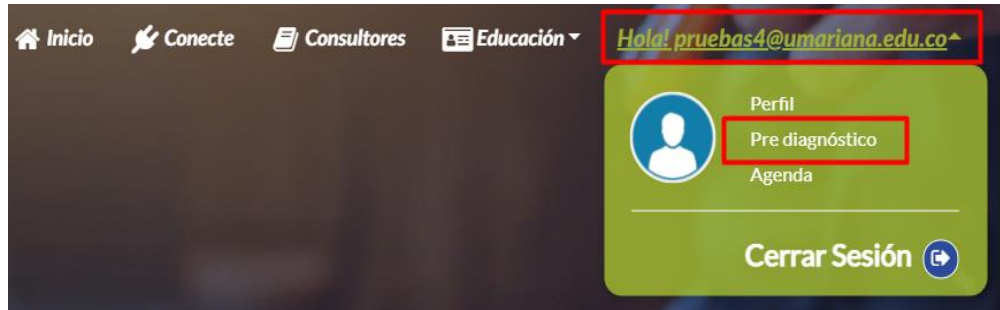 Inicio Conecte Consultores Educación Hola! pruebas4@umariana.edu.co
Perfil
Pre diagnóstico
Agenda
Cerrar Sesión